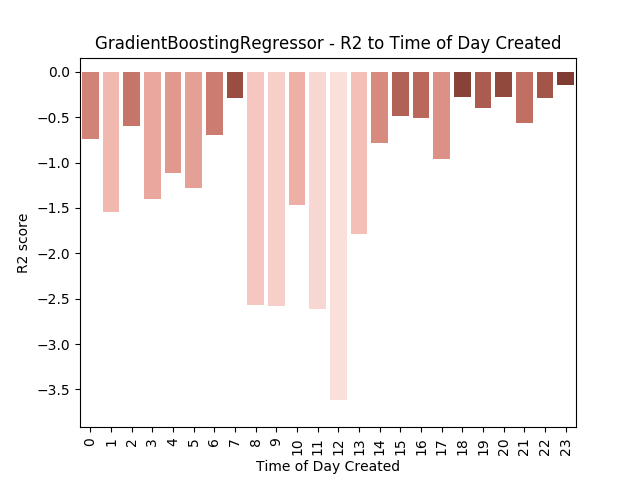 GradientBoostingRegressor - R2 to Time of Day Created
0.0
−0.5
−1.0
−1.5
−2.0
−2.5
−3.0
−3.5
R2 score
0 1 2 3 4 5 6 7 8 9 10 11 12 13 14 15 16 17 18 19 20 21 22 23
Time of Day Created